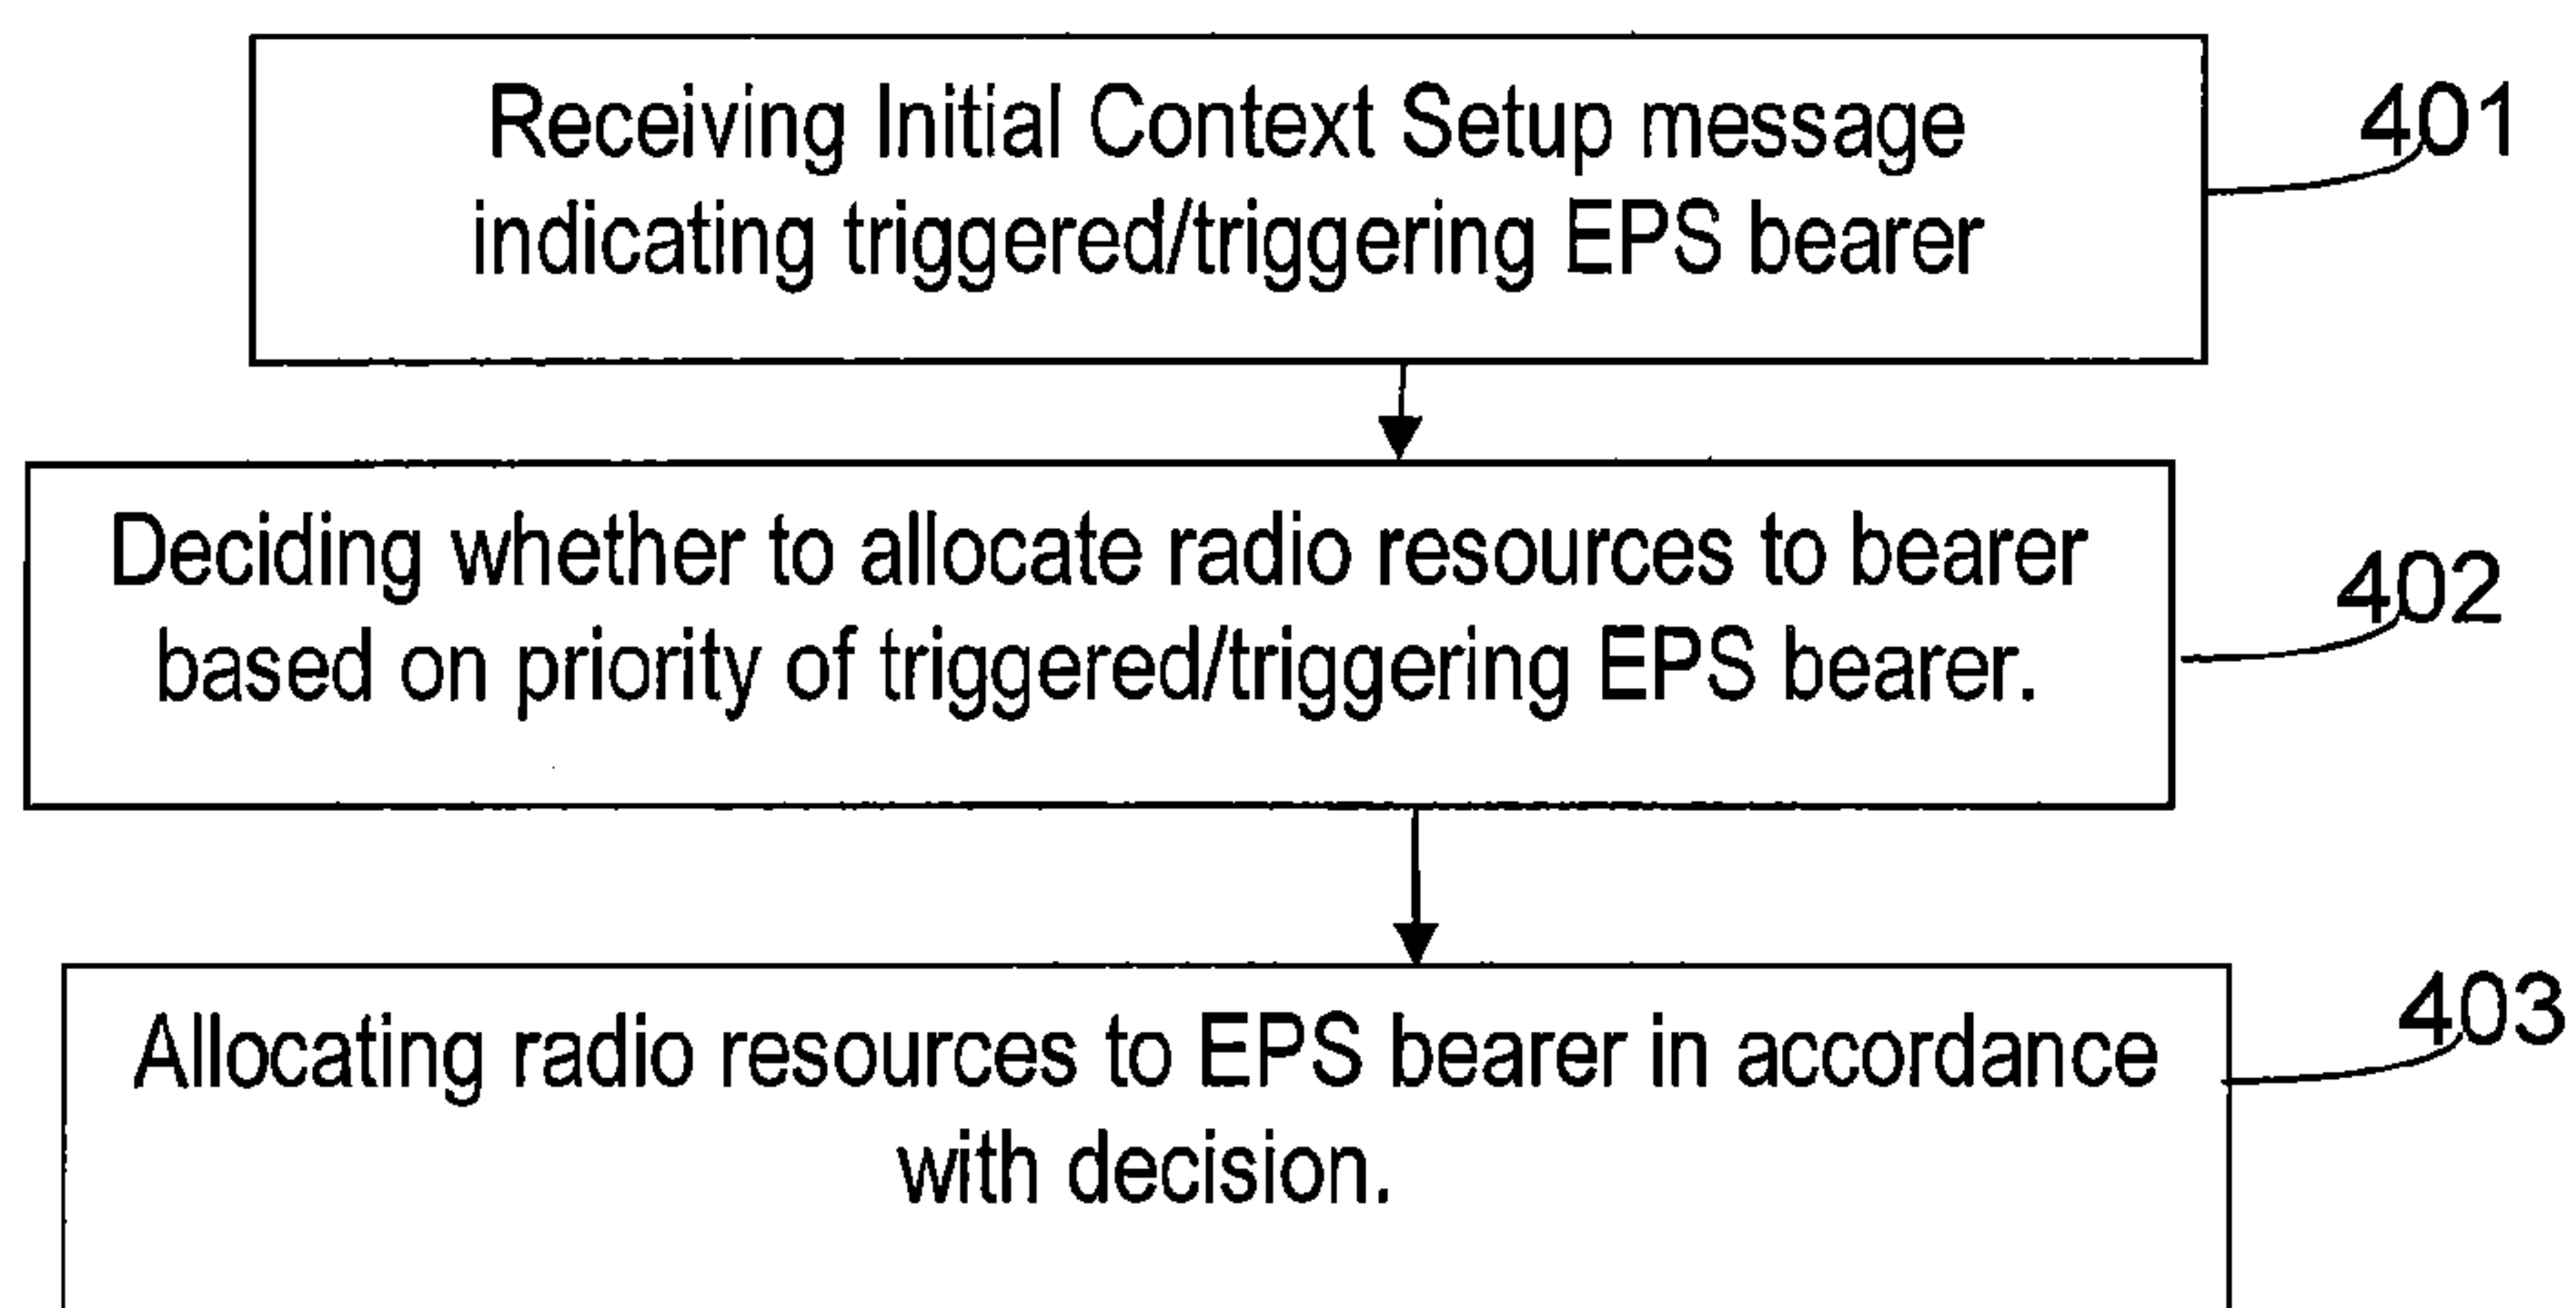 Receiving Initial Context Setup message
indicating triggered/triggering EPS bearer
401
Deciding whether to allocate radio resources to bearer
based on priority of triggered/triggering EPS bearer.
402
Allocating radio resources to EPS bearer in accordance
with decision.
403